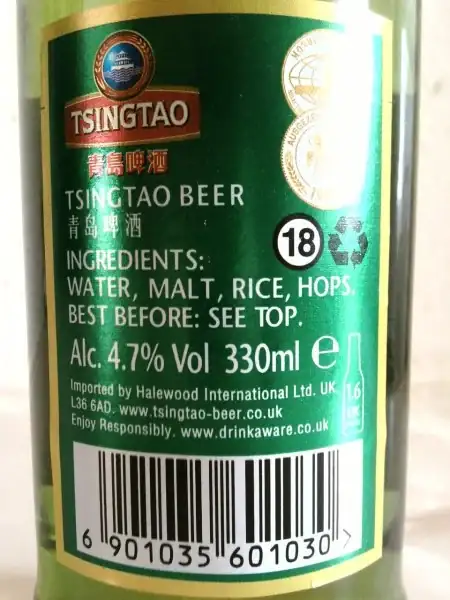 TSINGTAO
青島啤酒
TSINGTAO BEER
青岛啤酒
18
INGREDIENTS:
WATER, MALT, RICE, HOPS.
BEST BEFORE: SEE TOP.
Alc. 4.7% Vol 330ml e
1.6
Imported by Halewood International Ltd. UK
L36 6AD. www.tsingtao-beer.co.uk
Enjoy Responsibly. www.drinkaware.co.uk
6 901035 601030 >